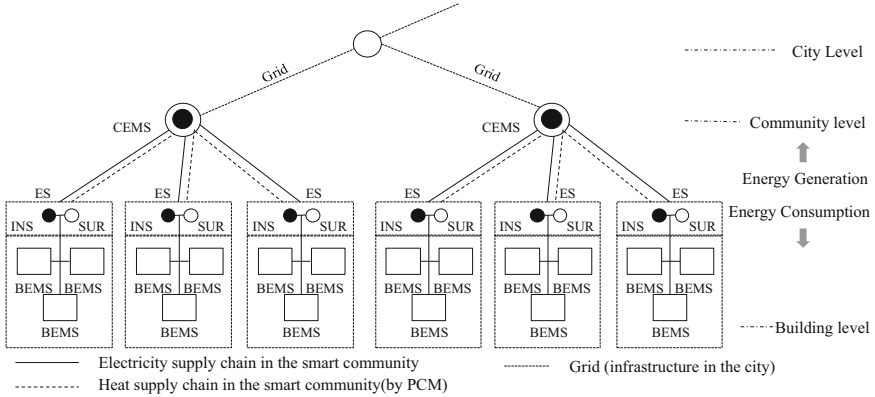 City Level
Grid
Grid
CEMS
CEMS
Community level
Energy Generation
ES
ES
ES
ES
ES
ES
Energy Consumption
INS SUR
INS SUR
INS SUR
INS SUR
INS SUR
INS SUR
BEMS BEMS
BEMS BEMS
BEMS BEMS
BEMS BEMS
BEMS BEMS
BEMS BEMS
Building level
BEMS
BEMS
BEMS
BEMS
BEMS
BEMS
Electricity supply chain in the smart community
Grid (infrastructure in the city)
Heat supply chain in the smart community(by PCM)